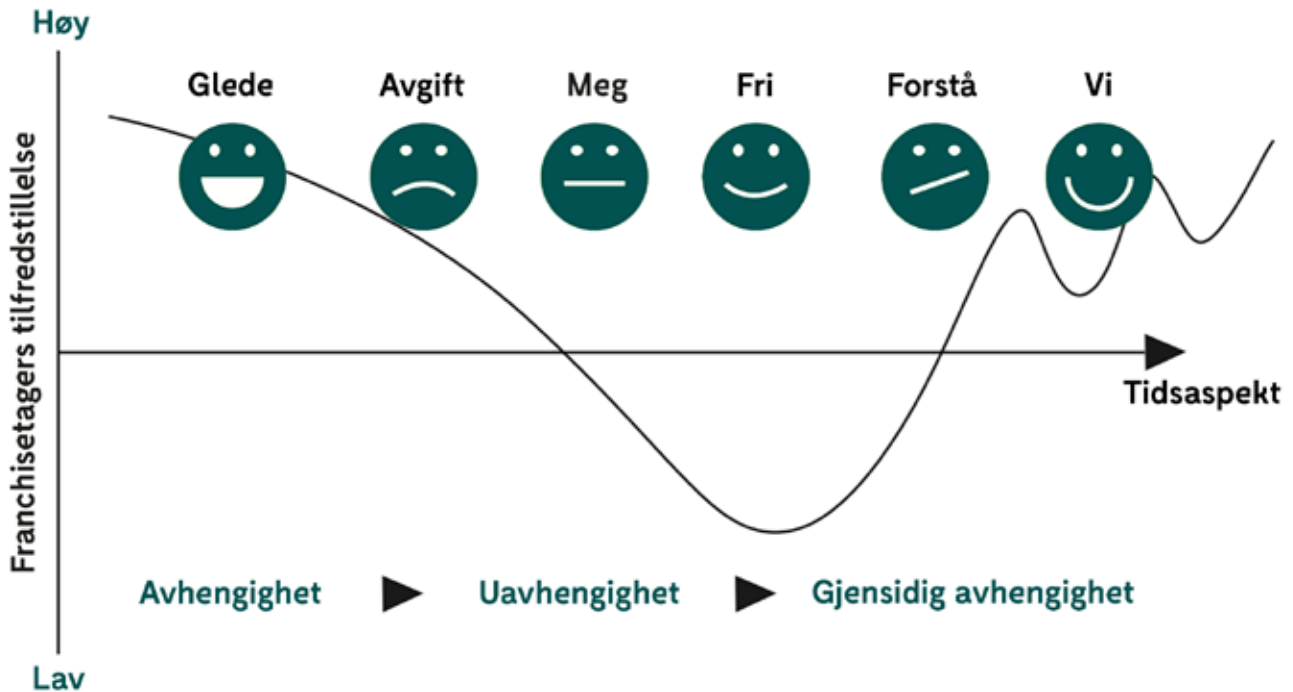 Høy
Glede Avgift Meg Fri Forstå Vi
Franchisetagers tilfredstillelse
Tidsaspekt
Avhengighet Uavhengighet Gjensidig avhengighet
Lav